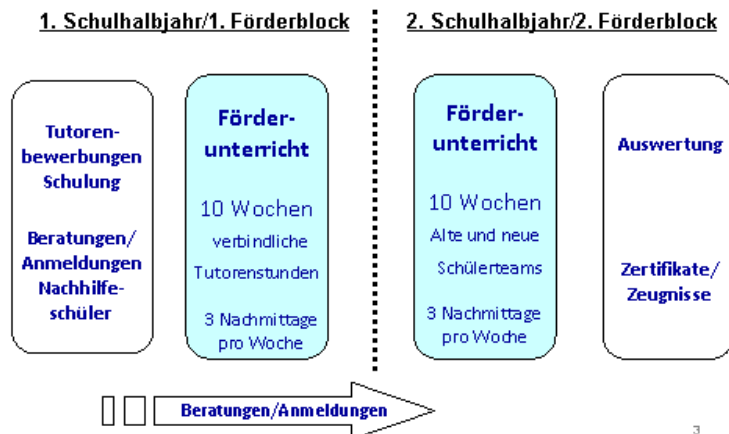 1. Schulhalbjahr/1. Förderblock
2. Schulhalbjahr/2. Förderblock
Tutoren-
bewerbungen
Schulung
Beratungen/
Anmeldungen
Nachhilfe-
schüler
Förder-
unterricht
10 Wochen
verbindliche
Tutorenstunden
3 Nachmittage
pro Woche
Förder-
unterricht
10 Wochen
Alte und neue
Schülerteams
3 Nachmittage
pro Woche
Auswertung
Zertifikate/
Zeugnisse
Beratungen/Anmeldungen
3